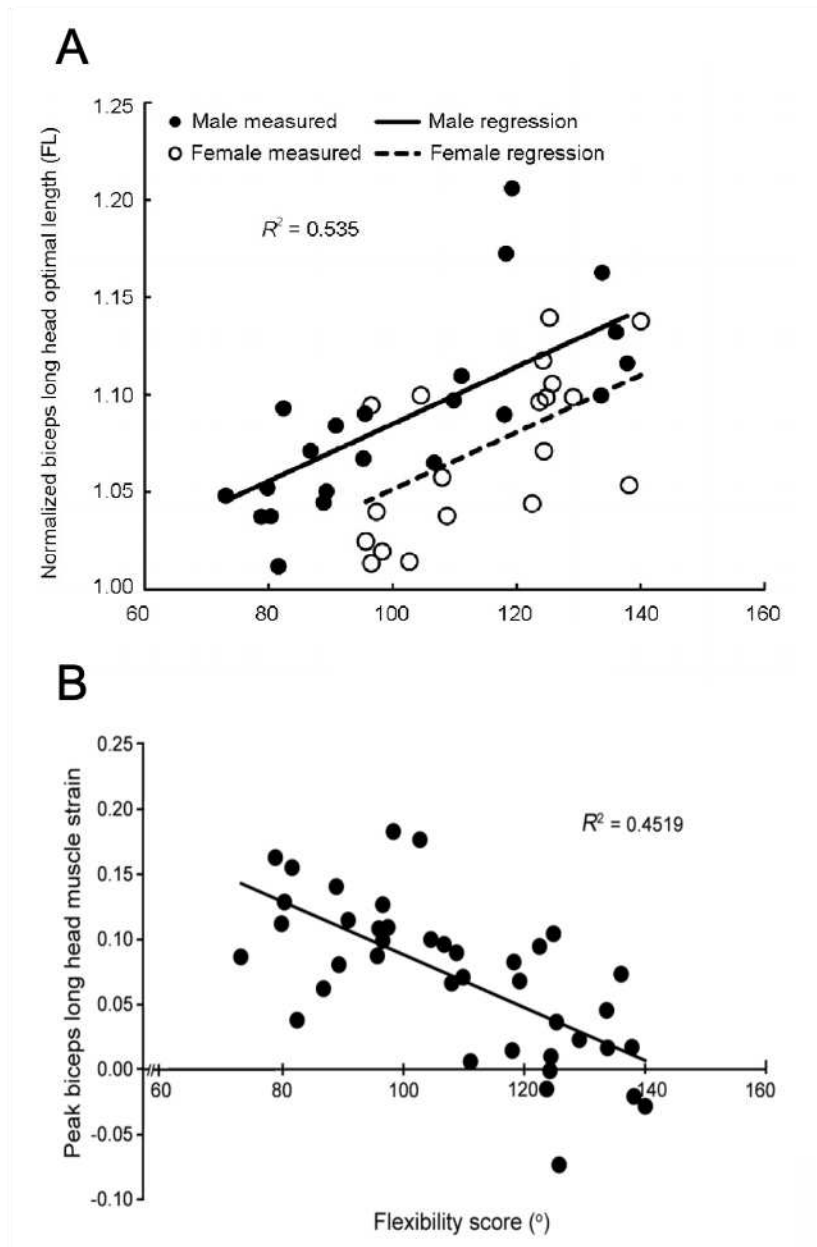 A
Normalized biceps long head optimal length (FL)
1.25
1.20
1.15
1.10
1.05
1.00
Male measured
Male regression
Female measured
Female regression
R² = 0.535
60 80 100 120 140 160
B
Peak biceps long head muscle strain
0.25
0.20
0.15
0.10
0.05
0.00
-0.05
-0.10
R² = 0.4519
60 80 100 120 140 160
Flexibility score (º)